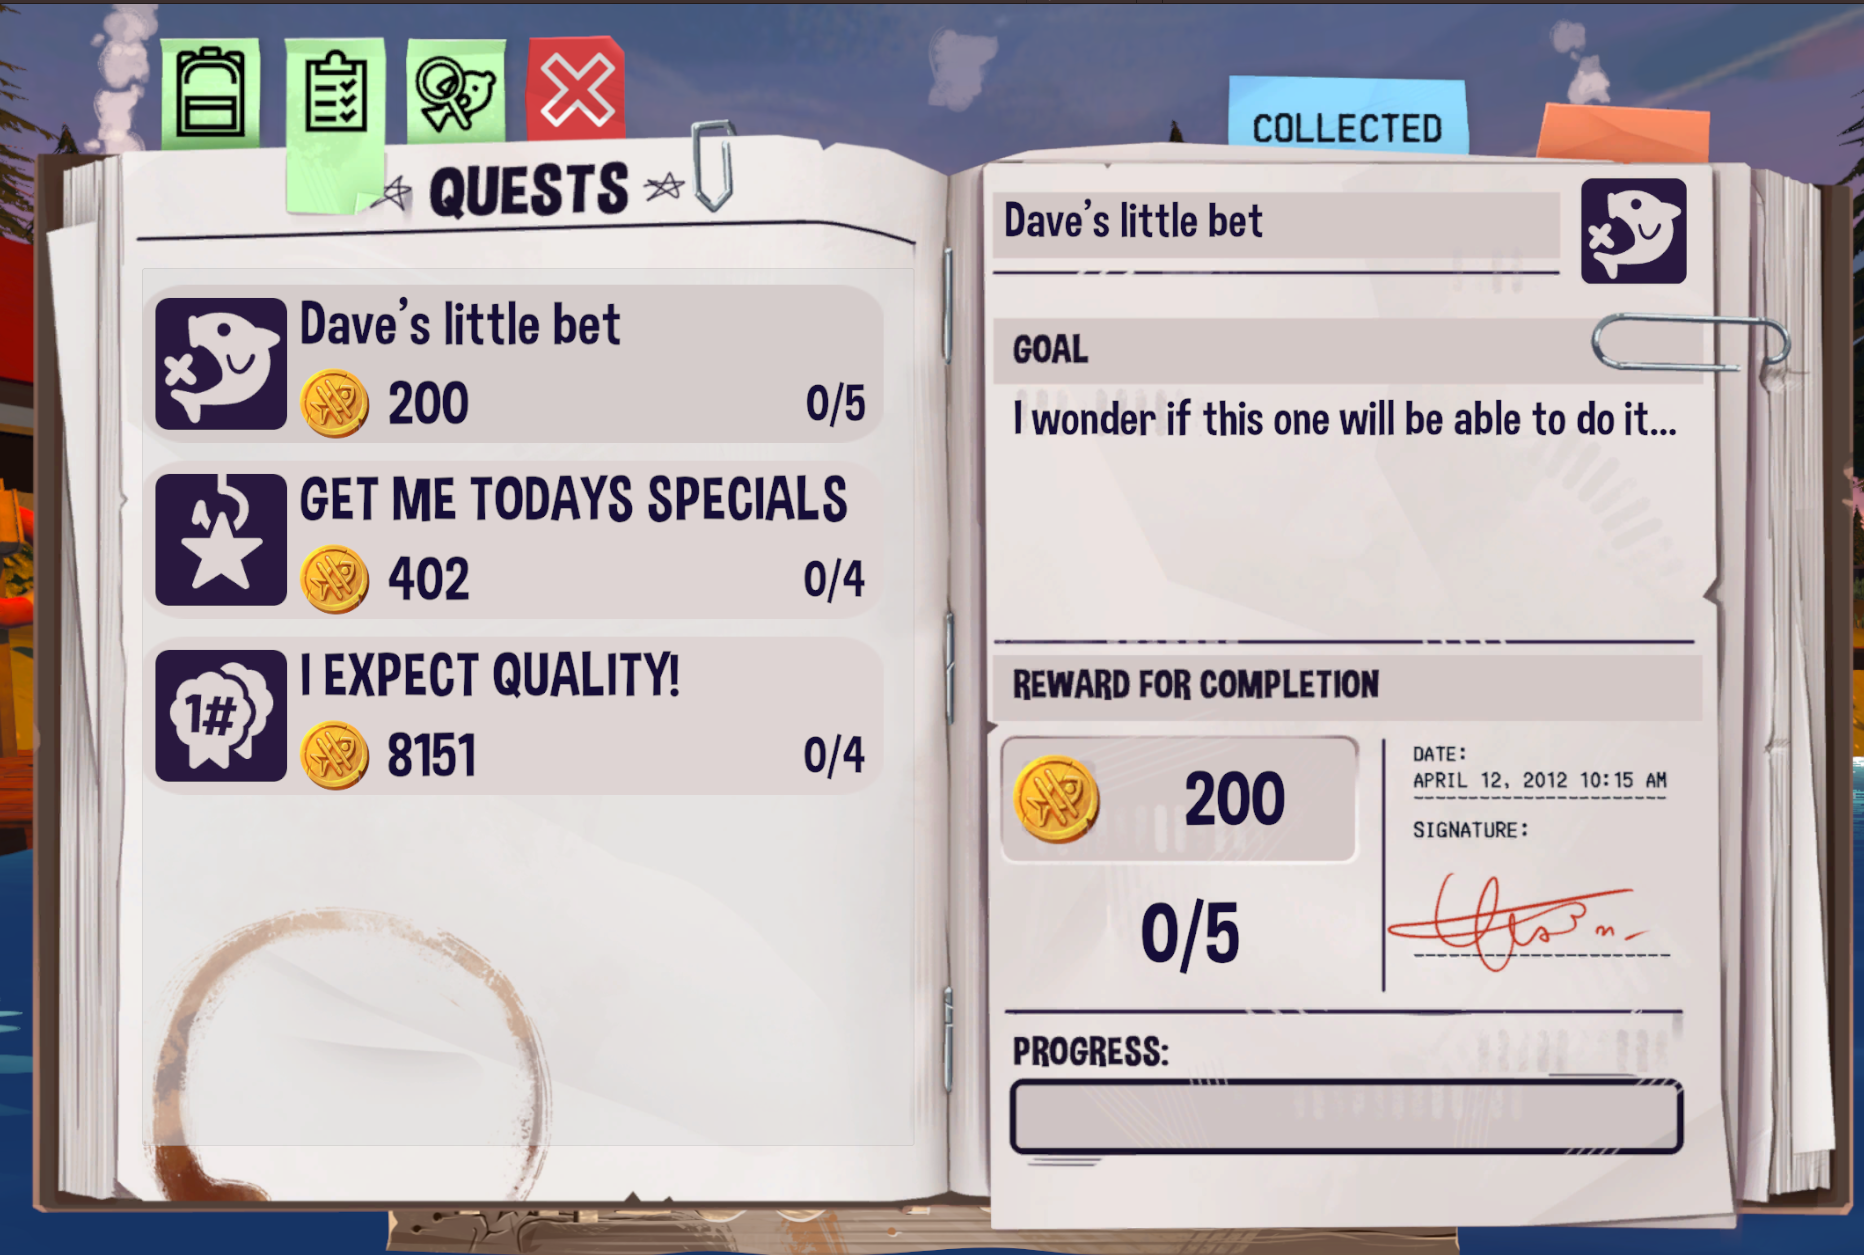 COLLECTED
QUESTS
Dave's little bet
200
0/5
GET ME TODAYS SPECIALS
402
0/4
1#
I EXPECT QUALITY!
8151
0/4
Dave's little bet
GOAL
I wonder if this one will be able to do it...
REWARD FOR COMPLETION
200
0/5
DATE:
APRIL 12, 2012 10:15 AM
SIGNATURE:
PROGRESS: